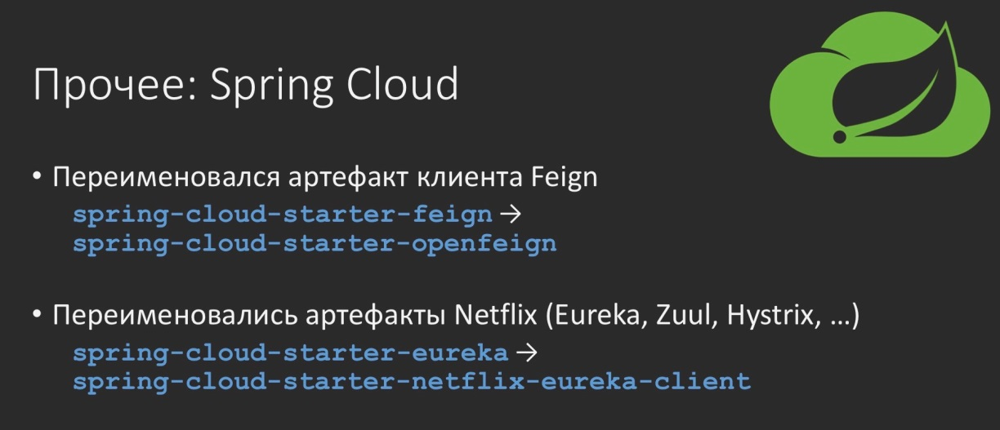 Прочее: Spring Cloud
• Переименовался артефакт клиента Feign
spring-cloud-starter-feign →
spring-cloud-starter-openfeign
• Переименовались артефакты Netflix (Eureka, Zuul, Hystrix, …)
spring-cloud-starter-eureka →
spring-cloud-starter-netflix-eureka-client